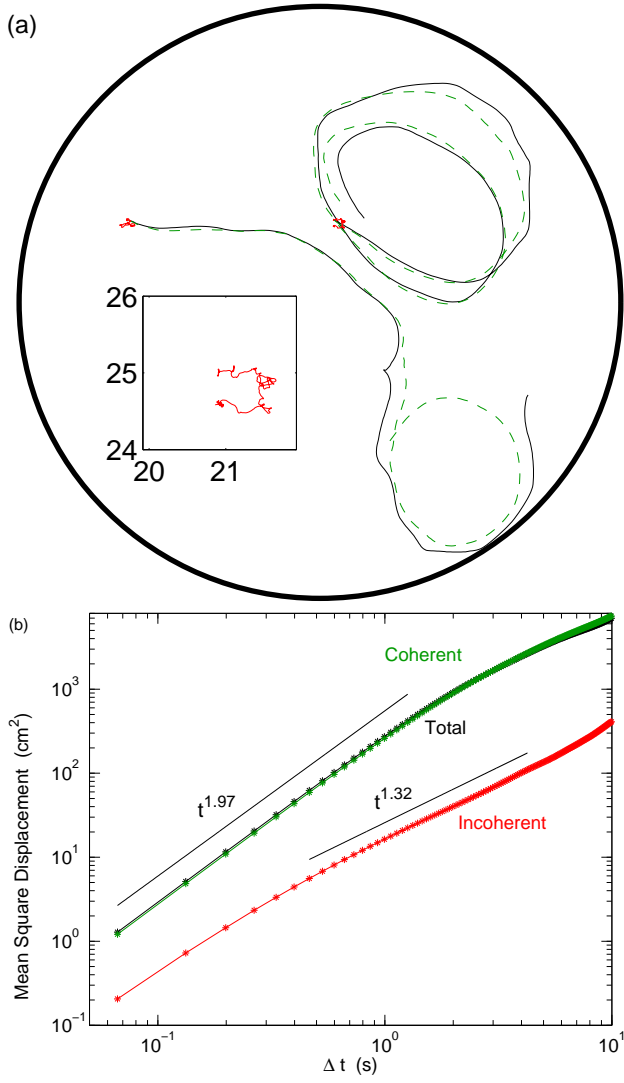 (a)
26
25
24
20 21
(b)
Mean Square Displacement (cm²)
10³
10²
10¹
10⁰
10⁻¹
Coherent
Total
t¹·⁹⁷
t¹·³²
Incoherent
10⁻¹ 10⁰ 10¹
Δ t (s)